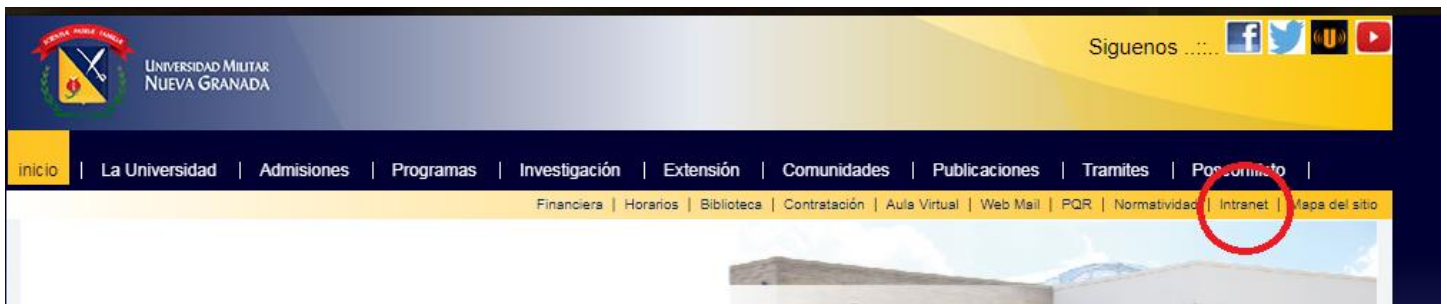 UNIVERSIDAD MILITAR
NUEVA GRANADA
Siguenos ..::..
inicio | La Universidad | Admisiones | Programas | Investigación | Extensión | Comunidades | Publicaciones | Tramites | Posconflicto |
Financiera | Horarios | Biblioteca | Contratación | Aula Virtual | Web Mail | PQR | Normatividad | Intranet | Mapa del sitio